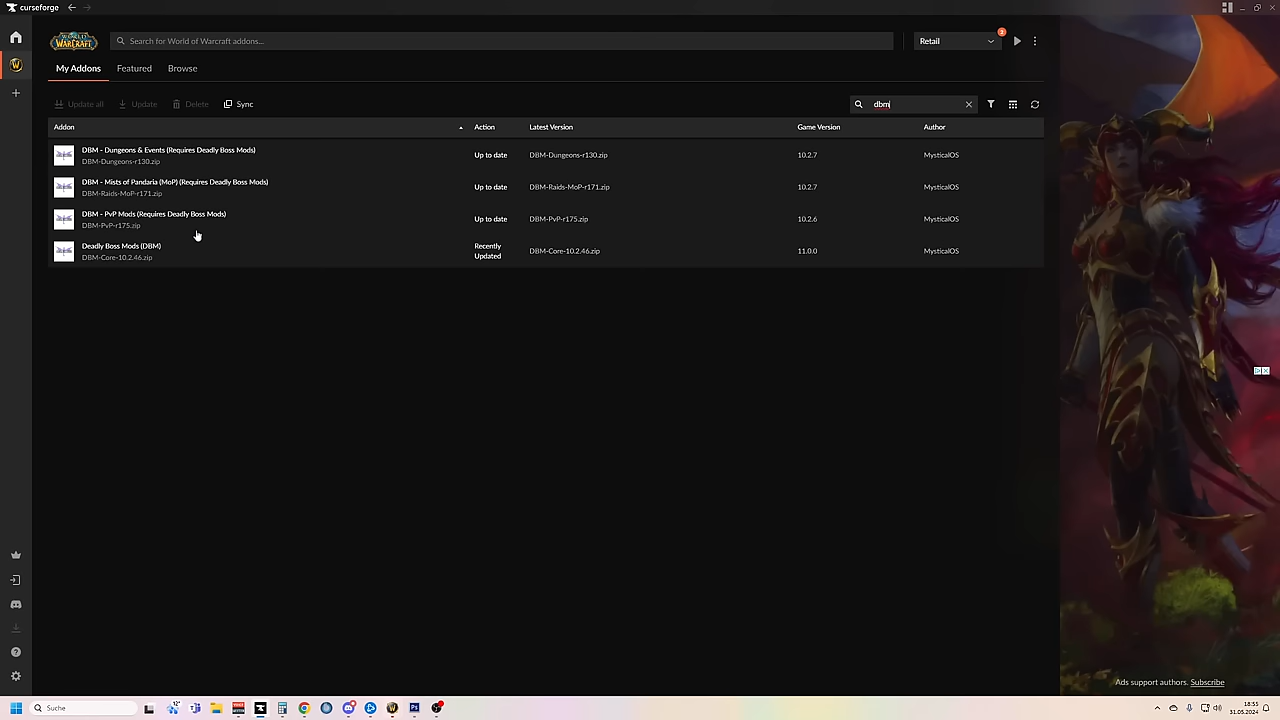 curseforge
WORLD WARCRAFT
Search for World of Warcraft addons...
Retail
2
My Addons
Featured
Browse
Update all
Update
Delete
Sync
dbm
Addon
Action
Latest Version
Game Version
Author
DBM - Dungeons & Events (Requires Deadly Boss Mods)
DBM-Dungeons-r130.zip
Up to date
DBM-Dungeons-r130.zip
10.2.7
MysticalOS
DBM - Mists of Pandaria (MoP) (Requires Deadly Boss Mods)
DBM-Raids-MoP-r171.zip
Up to date
DBM-Raids-MoP-r171.zip
10.2.7
MysticalOS
DBM - PvP Mods (Requires Deadly Boss Mods)
DBM-PvP-r175.zip
Up to date
DBM-PvP-r175.zip
10.2.6
MysticalOS
Deadly Boss Mods (DBM)
DBM-Core-10.2.46.zip
Recently
Updated
DBM-Core-10.2.46.zip
11.0.0
MysticalOS
Ads support authors. Subscribe
Suche
18:55
31.05.2024